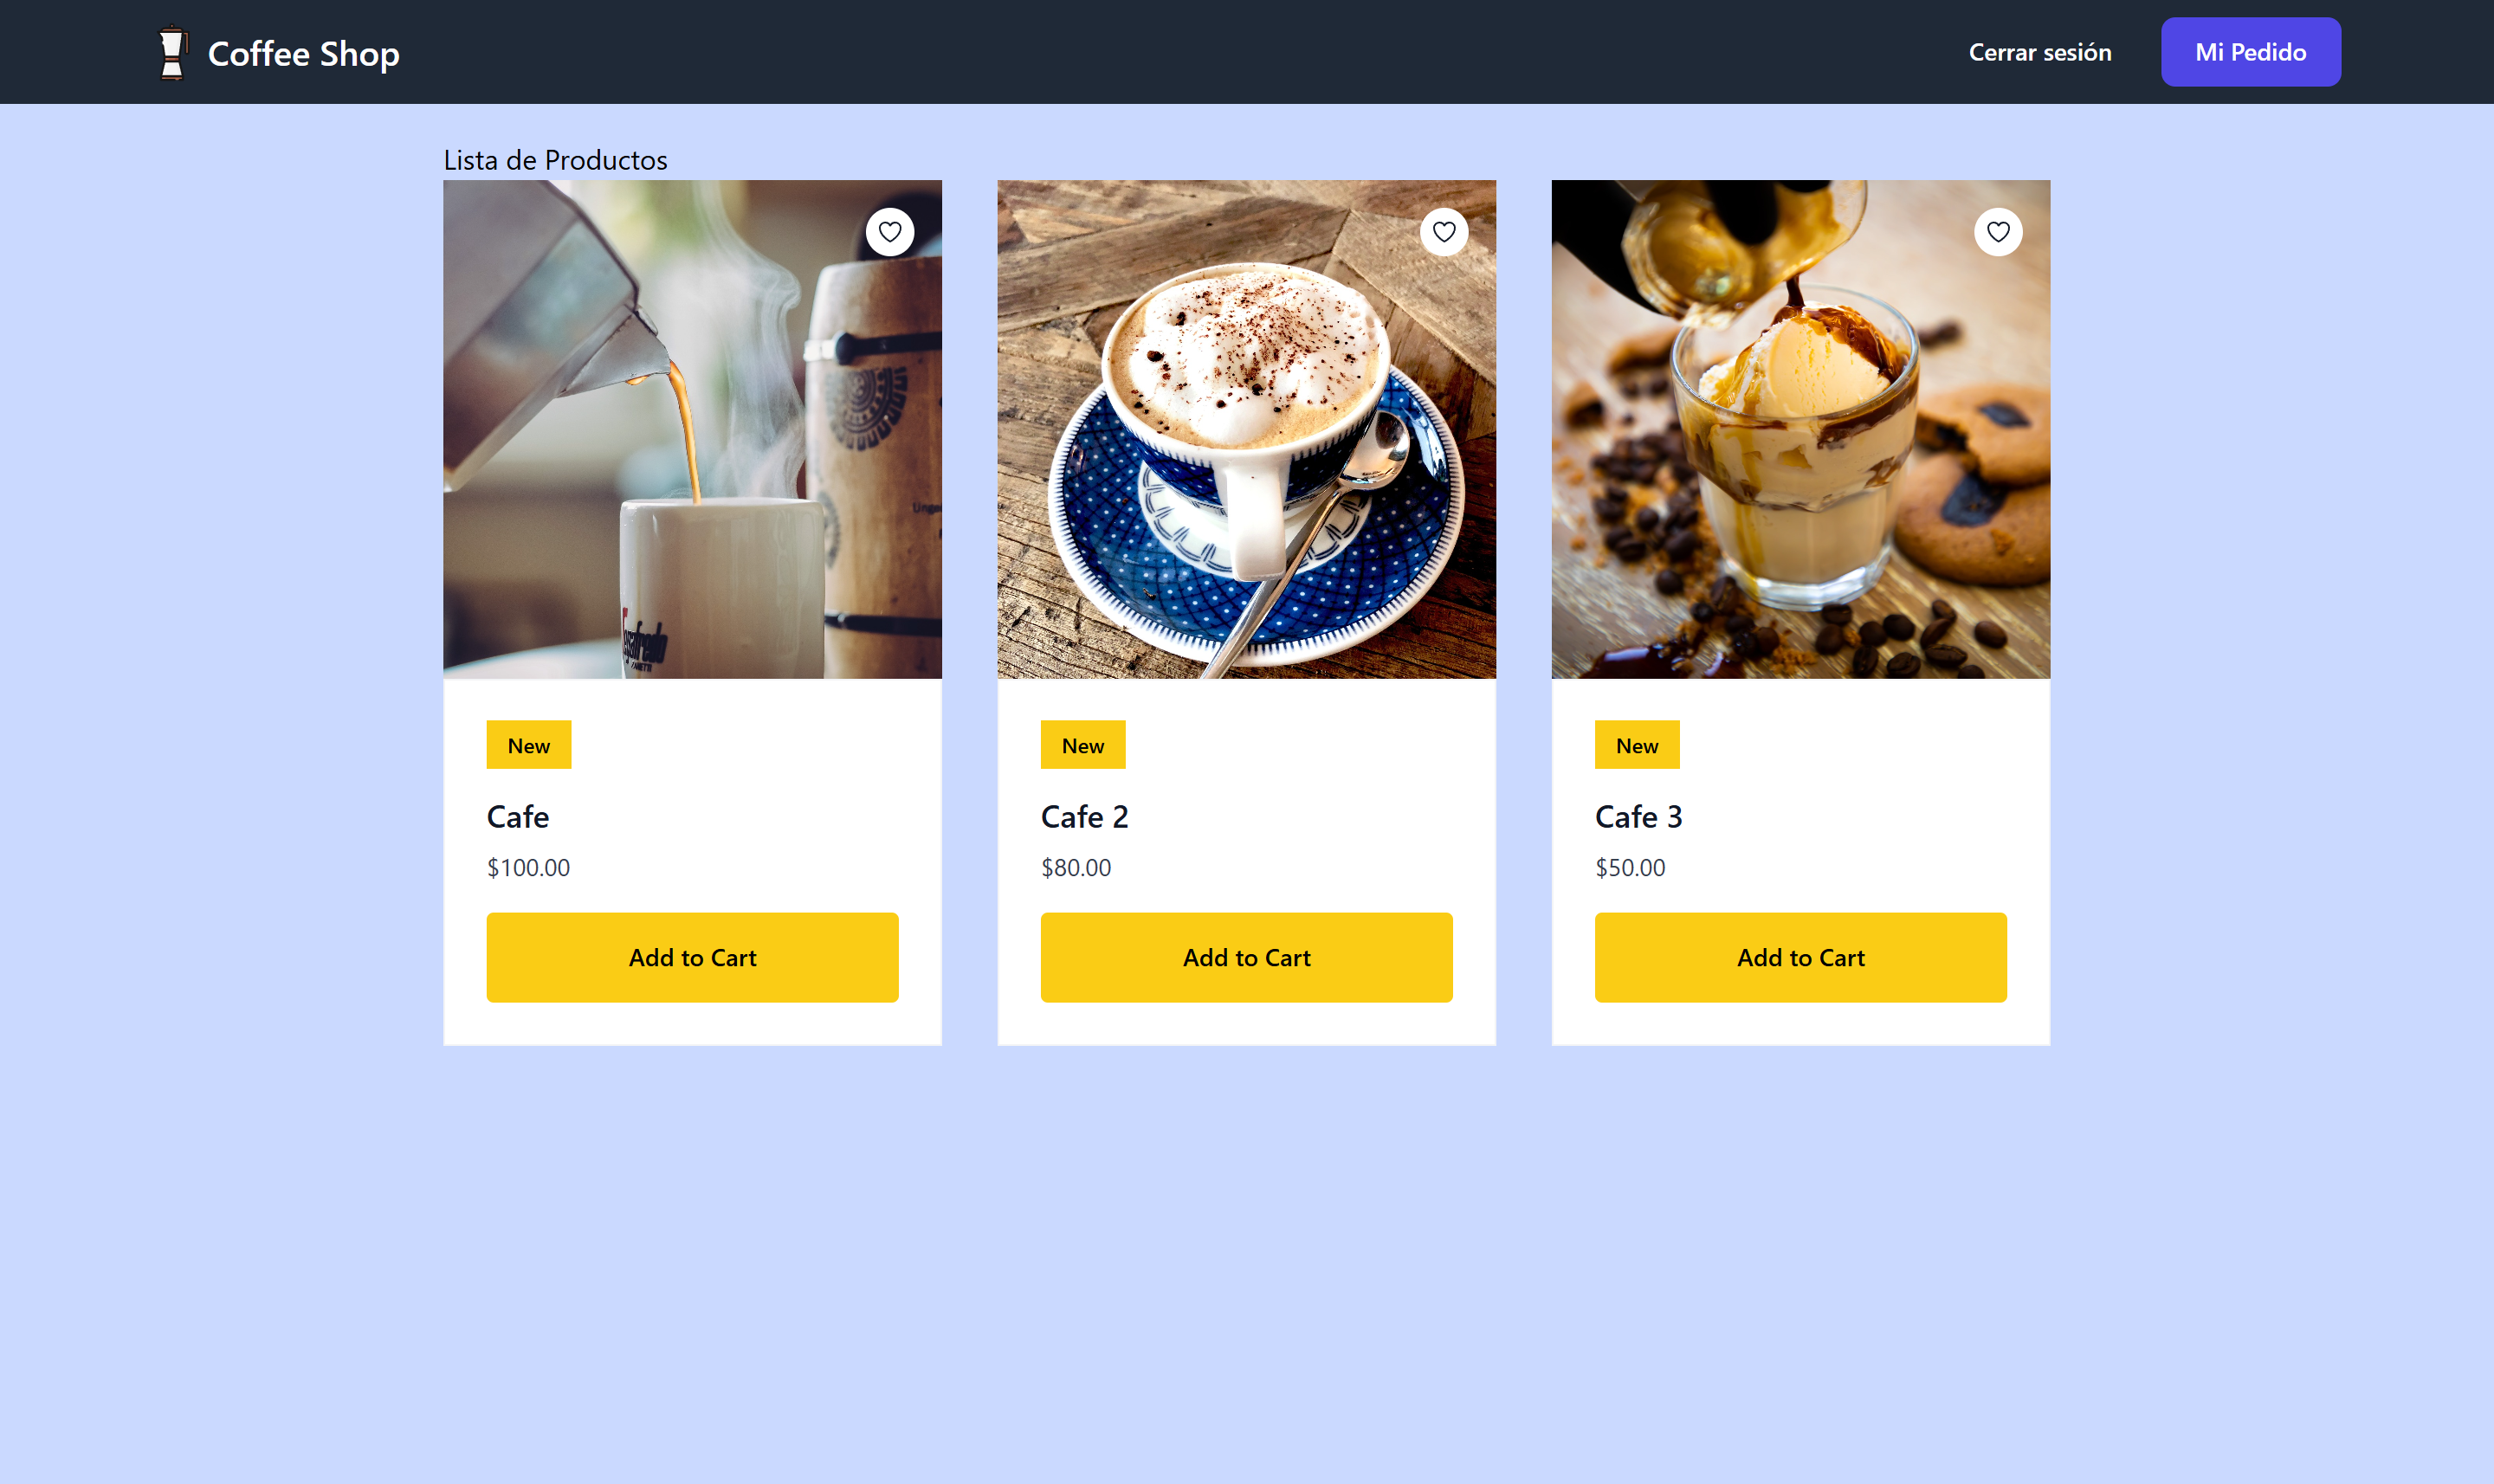 Coffee Shop
Cerrar sesión
Mi Pedido
Lista de Productos
New
Cafe
$100.00
Add to Cart
New
Cafe 2
$80.00
Add to Cart
New
Cafe 3
$50.00
Add to Cart